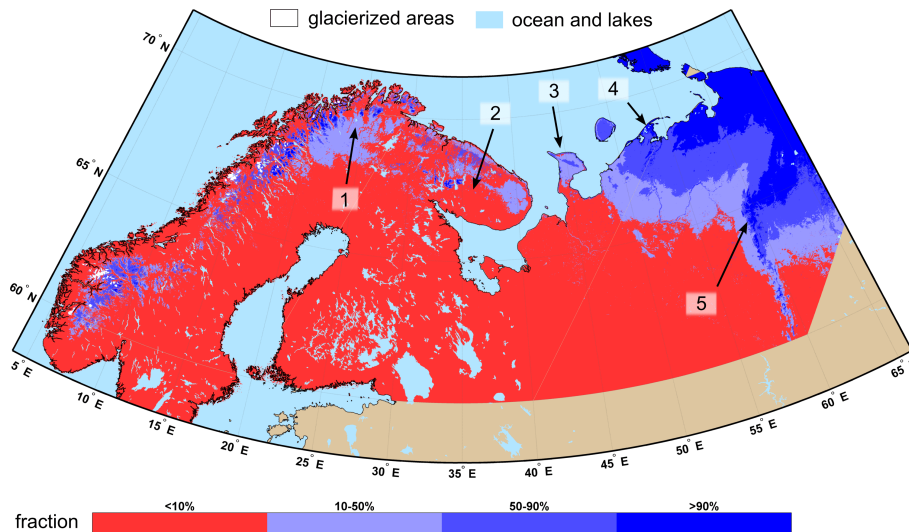 glacierized areas
ocean and lakes
70°N
65°N
60°N
1
2
3
4
5
5°E
10°E
15°E
20°E
25°E
30°E
35°E
40°E
45°E
50°E
55°E
60°E
65°E
fraction
<10%
10-50%
50-90%
>90%